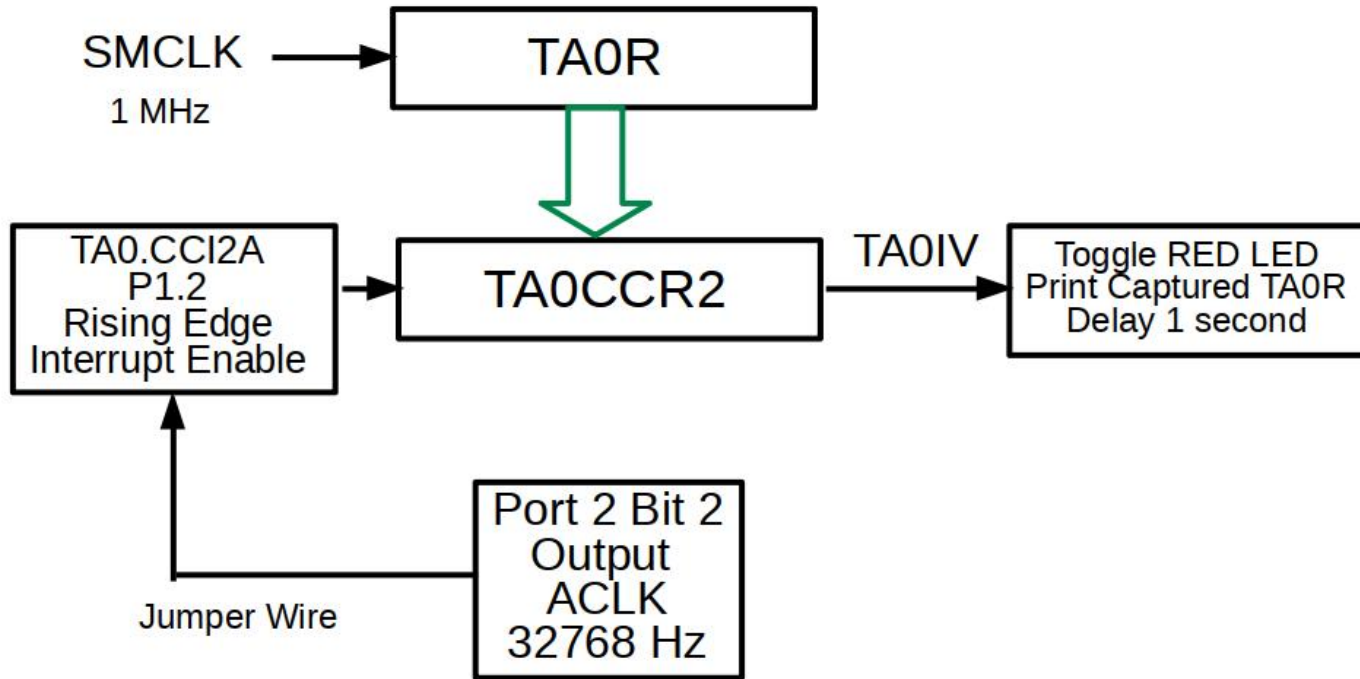 SMCLK
1 MHz
TA0R
TA0.CCI2A
P1.2
Rising Edge
Interrupt Enable
TA0CCR2
TA0IV
Toggle RED LED
Print Captured TA0R
Delay 1 second
Jumper Wire
Port 2 Bit 2
Output
ACLK
32768 Hz